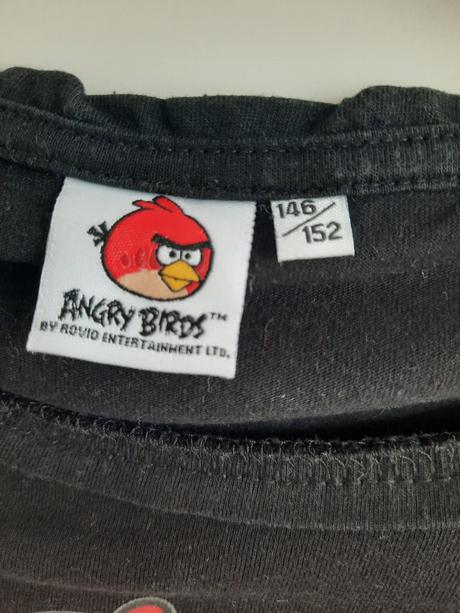 ANGRY BIRDS™
BY ROVIO ENTERTAINMENT LTD.
146/
152